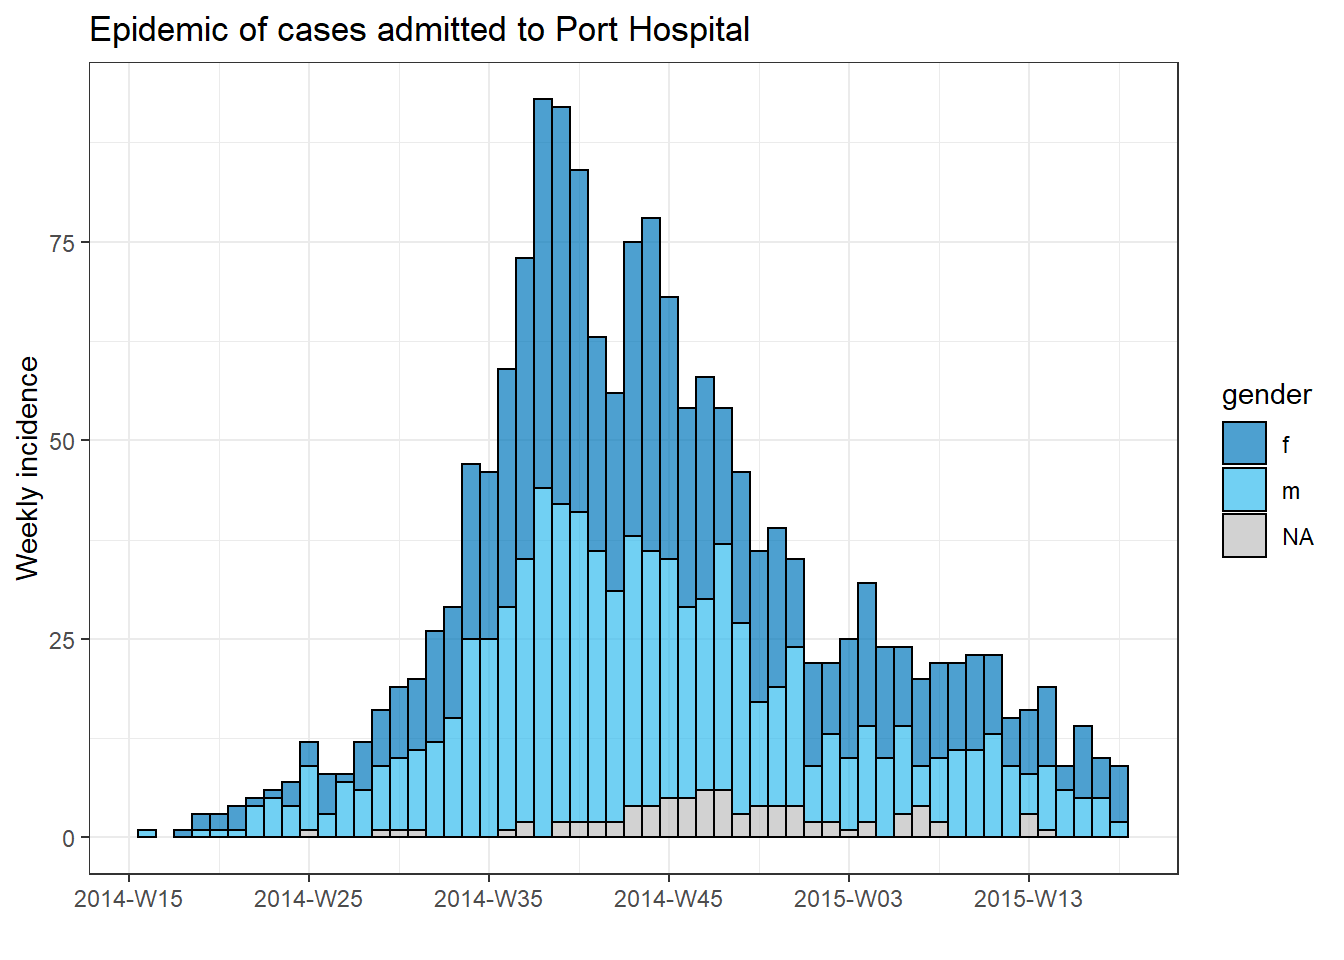 Epidemic of cases admitted to Port Hospital
Weekly incidence
75
50
25
0
2014-W15
2014-W25
2014-W35
2014-W45
2015-W03
2015-W13
gender
f
m
NA